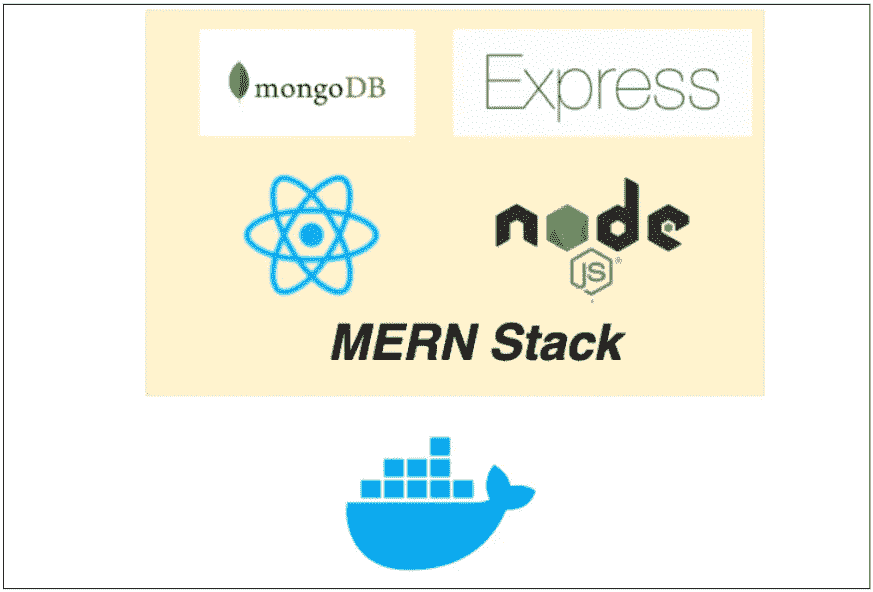 mongoDB
Express
node
JS
MERN Stack